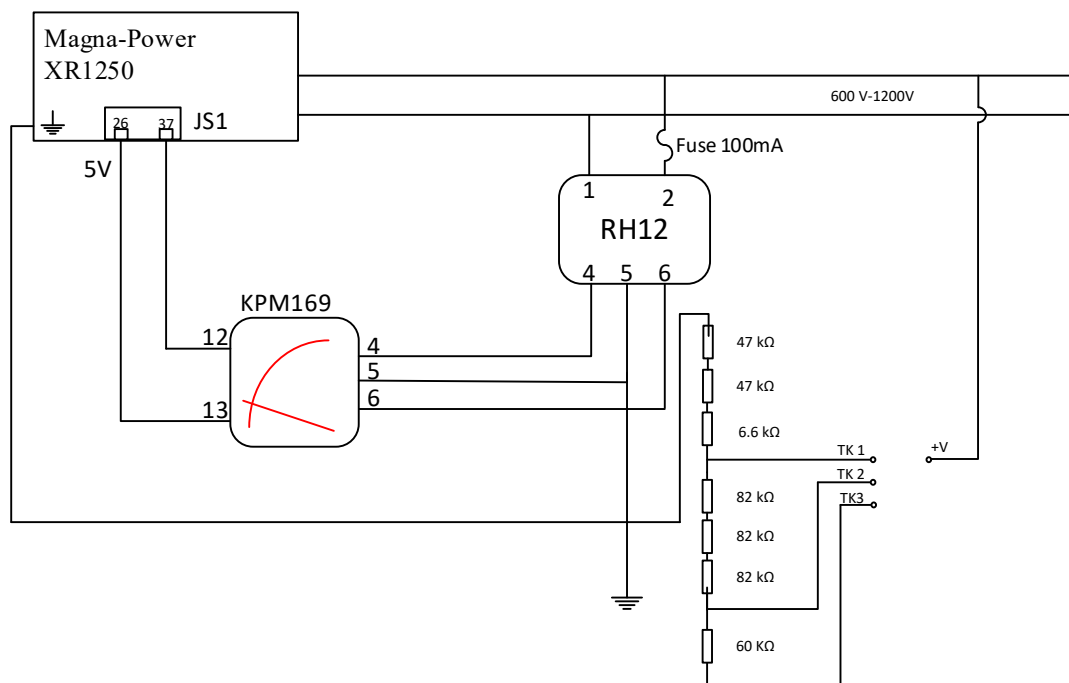 Magna-Power
XR1250
26
37
JS1
5V
600 V-1200V
Fuse 100mA
1
2
RH12
4
5
6
KPM169
12
13
4
5
6
47 kΩ
47 kΩ
6.6 kΩ
TK 1
+V
TK 2
TK3
82 kΩ
82 kΩ
82 kΩ
60 KΩ